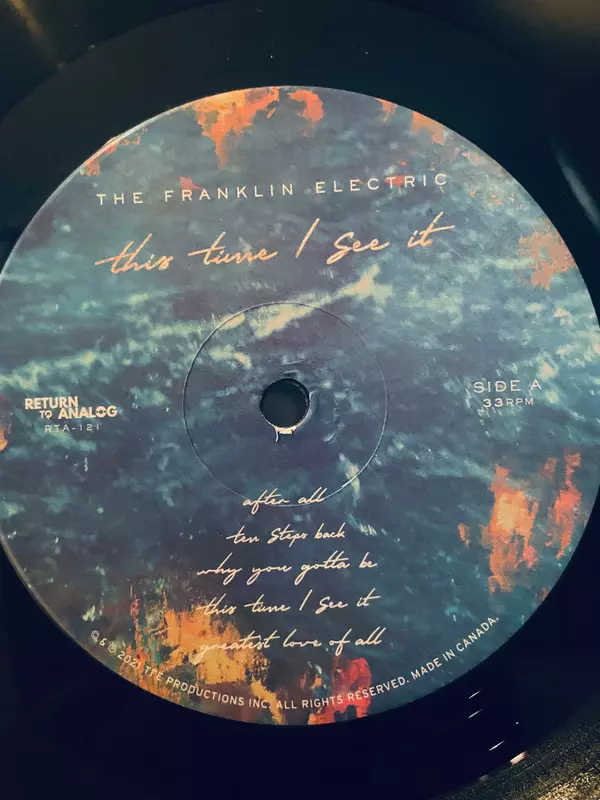 THE FRANKLIN ELECTRIC
this time I see it
RETURN
TO ANALOG
RTA-121
SIDE A
33RPM
after all
ten steps back
why you gotta be
this time I see it
greatest love of all
© & ℗ 2021 TFE PRODUCTIONS INC. ALL RIGHTS RESERVED. MADE IN CANADA.